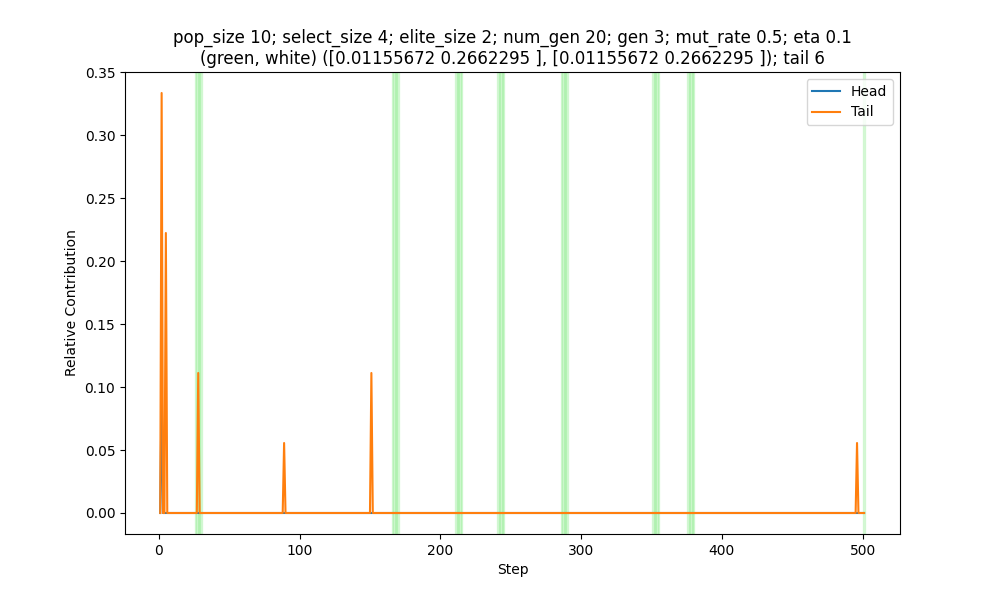 pop_size 10; select_size 4; elite_size 2; num_gen 20; gen 3; mut_rate 0.5; eta 0.1
(green, white) ([0.01155672 0.2662295 ], [0.01155672 0.2662295 ]); tail 6
Head
Tail
Relative Contribution
0.35
0.30
0.25
0.20
0.15
0.10
0.05
0.00
0
100
200
300
400
500
Step